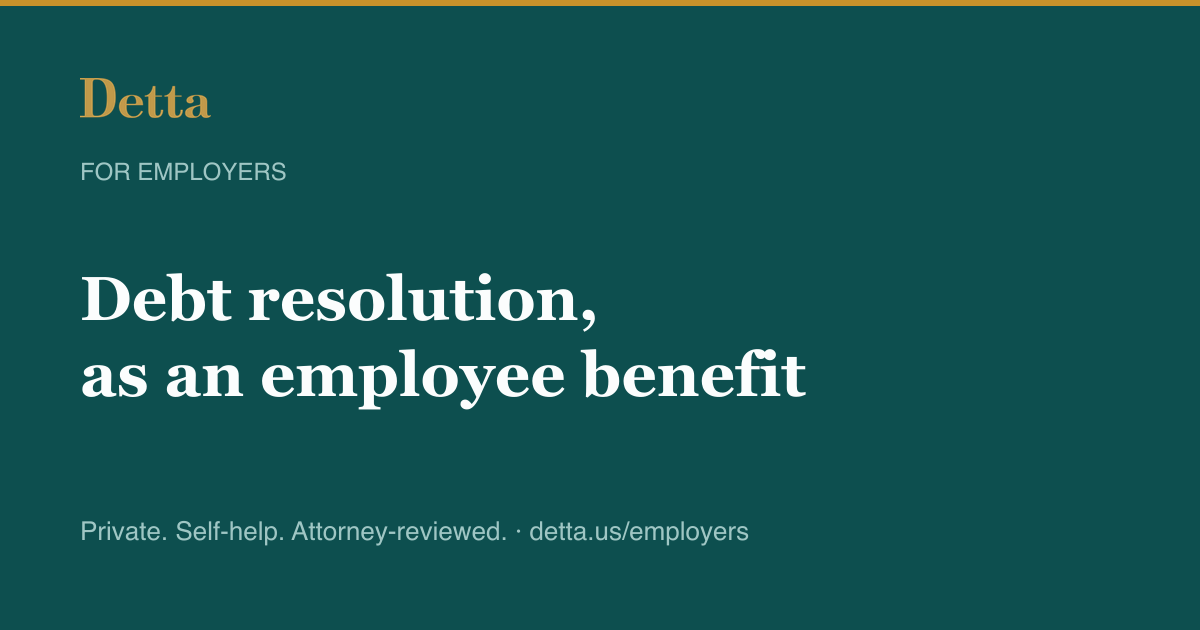 Detta
FOR EMPLOYERS
Debt resolution,
as an employee benefit
Private. Self-help. Attorney-reviewed. · detta.us/employers